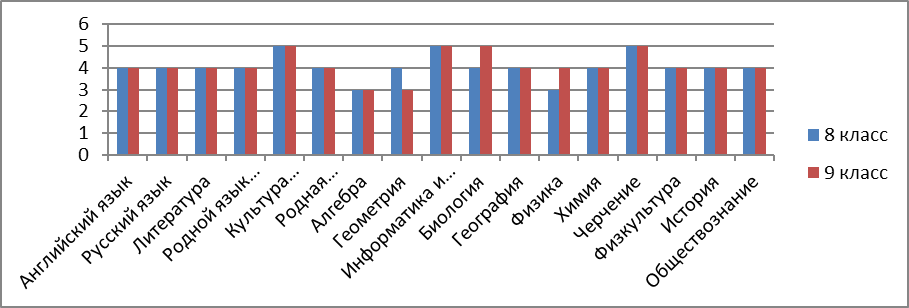 6
5
4
3
2
1
0
Английский язык
Русский язык
Литература
Родной язык…
Культура…
Родная…
Алгебра
Геометрия
Информатика и…
Биология
География
Физика
Химия
Черчение
Физкультура
История
Обществознание
8 класс
9 класс